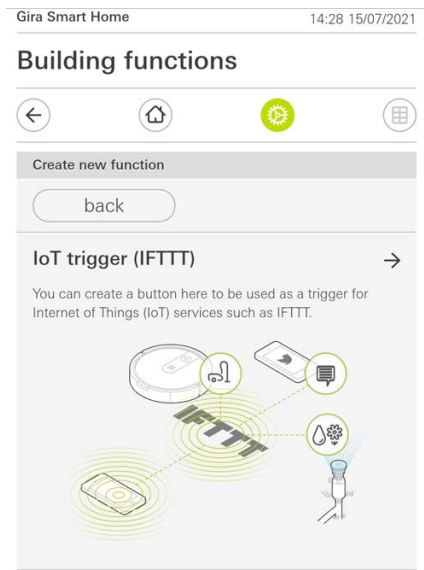 Gira Smart Home
14:28 15/07/2021
Building functions
Create new function
back
IoT trigger (IFTTT)
You can create a button here to be used as a trigger for
Internet of Things (IoT) services such as IFTTT.
IFTTT